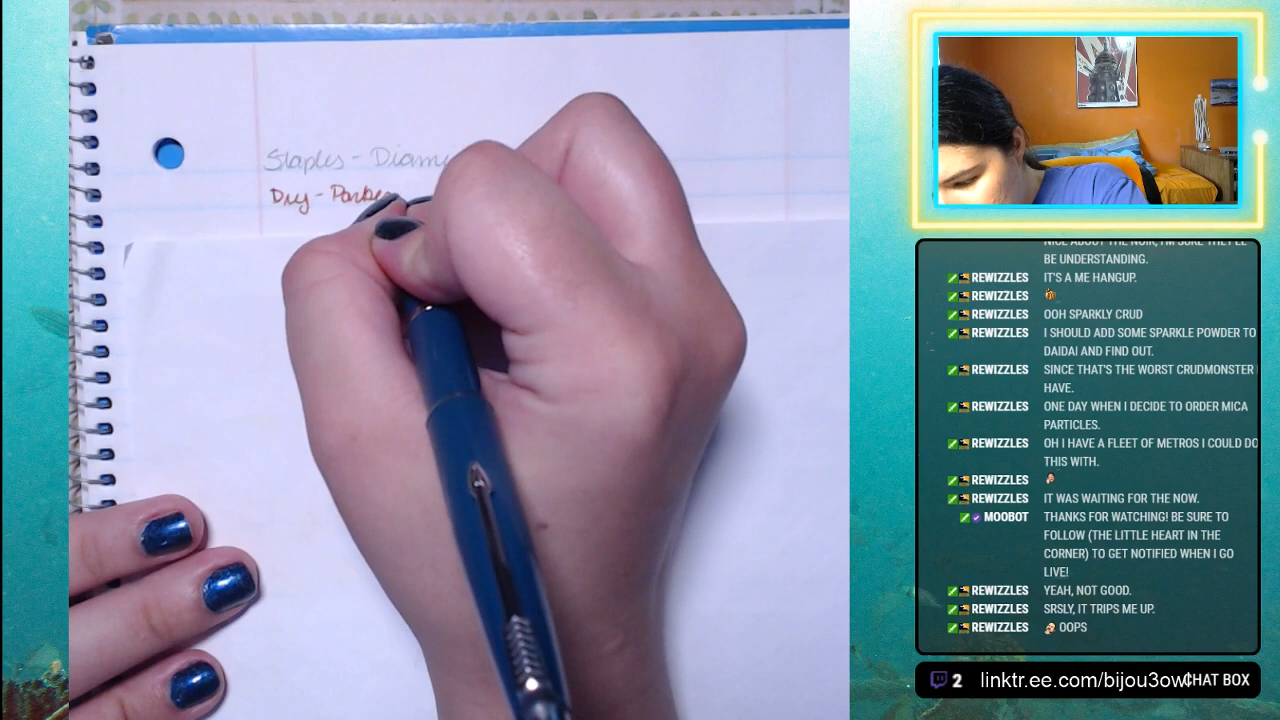 Staples - Diam
Dry - Parke
NICE ABOUT THE NOIR, I'M SURE THEY'LL
BE UNDERSTANDING.
REWIZZLES IT'S A ME HANGUP.
REWIZZLES
REWIZZLES OOH SPARKLY CRUD
REWIZZLES I SHOULD ADD SOME SPARKLE POWDER TO
DAIDAI AND FIND OUT.
REWIZZLES SINCE THAT'S THE WORST CRUDMONSTER I
HAVE.
REWIZZLES ONE DAY WHEN I DECIDE TO ORDER MICA
PARTICLES.
REWIZZLES OH I HAVE A FLEET OF METROS I COULD DO
THIS WITH.
REWIZZLES
REWIZZLES IT WAS WAITING FOR THE NOW.
MOOBOT THANKS FOR WATCHING! BE SURE TO
FOLLOW (THE LITTLE HEART IN THE
CORNER) TO GET NOTIFIED WHEN I GO
LIVE!
REWIZZLES YEAH, NOT GOOD.
REWIZZLES SRSLY, IT TRIPS ME UP.
REWIZZLES OOPS
2 linktr.ee.com/bijou3owl CHAT BOX